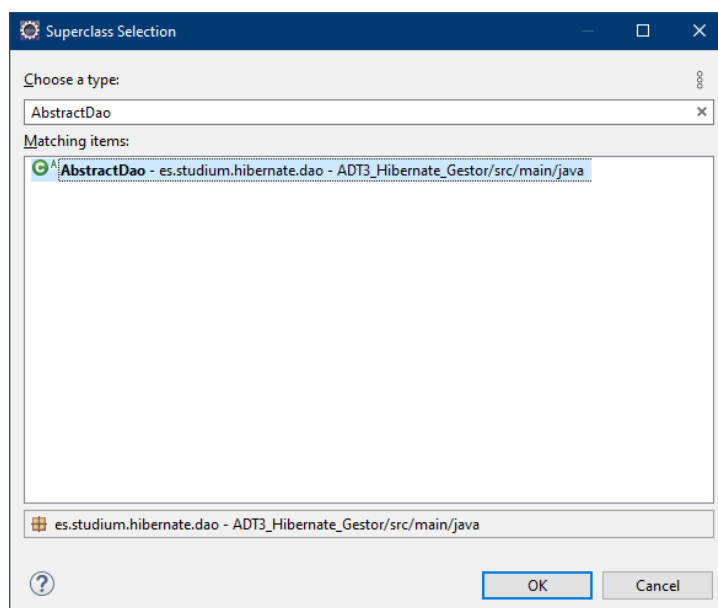 Superclass Selection
Choose a type:
AbstractDao
Matching items:
AbstractDao - es.studium.hibernate.dao - ADT3_Hibernate_Gestor/src/main/java
es.studium.hibernate.dao - ADT3_Hibernate_Gestor/src/main/java
OK
Cancel